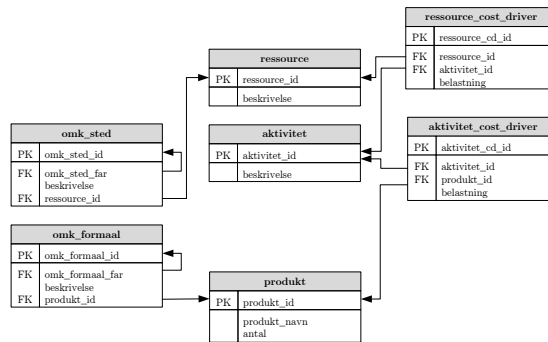 ressource_cost_driver
PK ressource_cd_id
FK ressource_id
FK aktivitet_id
belastning
ressource
PK ressource_id
beskrivelse
omk_sted
PK omk_sted_id
FK omk_sted_far
beskrivelse
FK ressource_id
aktivitet
PK aktivitet_id
beskrivelse
aktivitet_cost_driver
PK aktivitet_cd_id
FK aktivitet_id
FK produkt_id
belastning
omk_formaal
PK omk_formaal_id
FK omk_formaal_far
beskrivelse
FK produkt_id
produkt
PK produkt_id
produkt_navn
antal